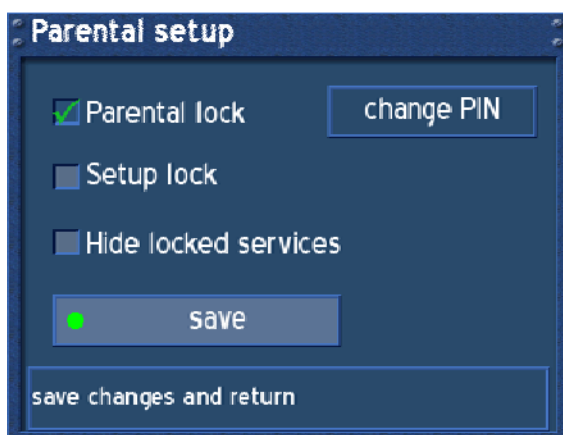 Parental setup
Parental lock
change PIN
Setup lock
Hide locked services
save
save changes and return